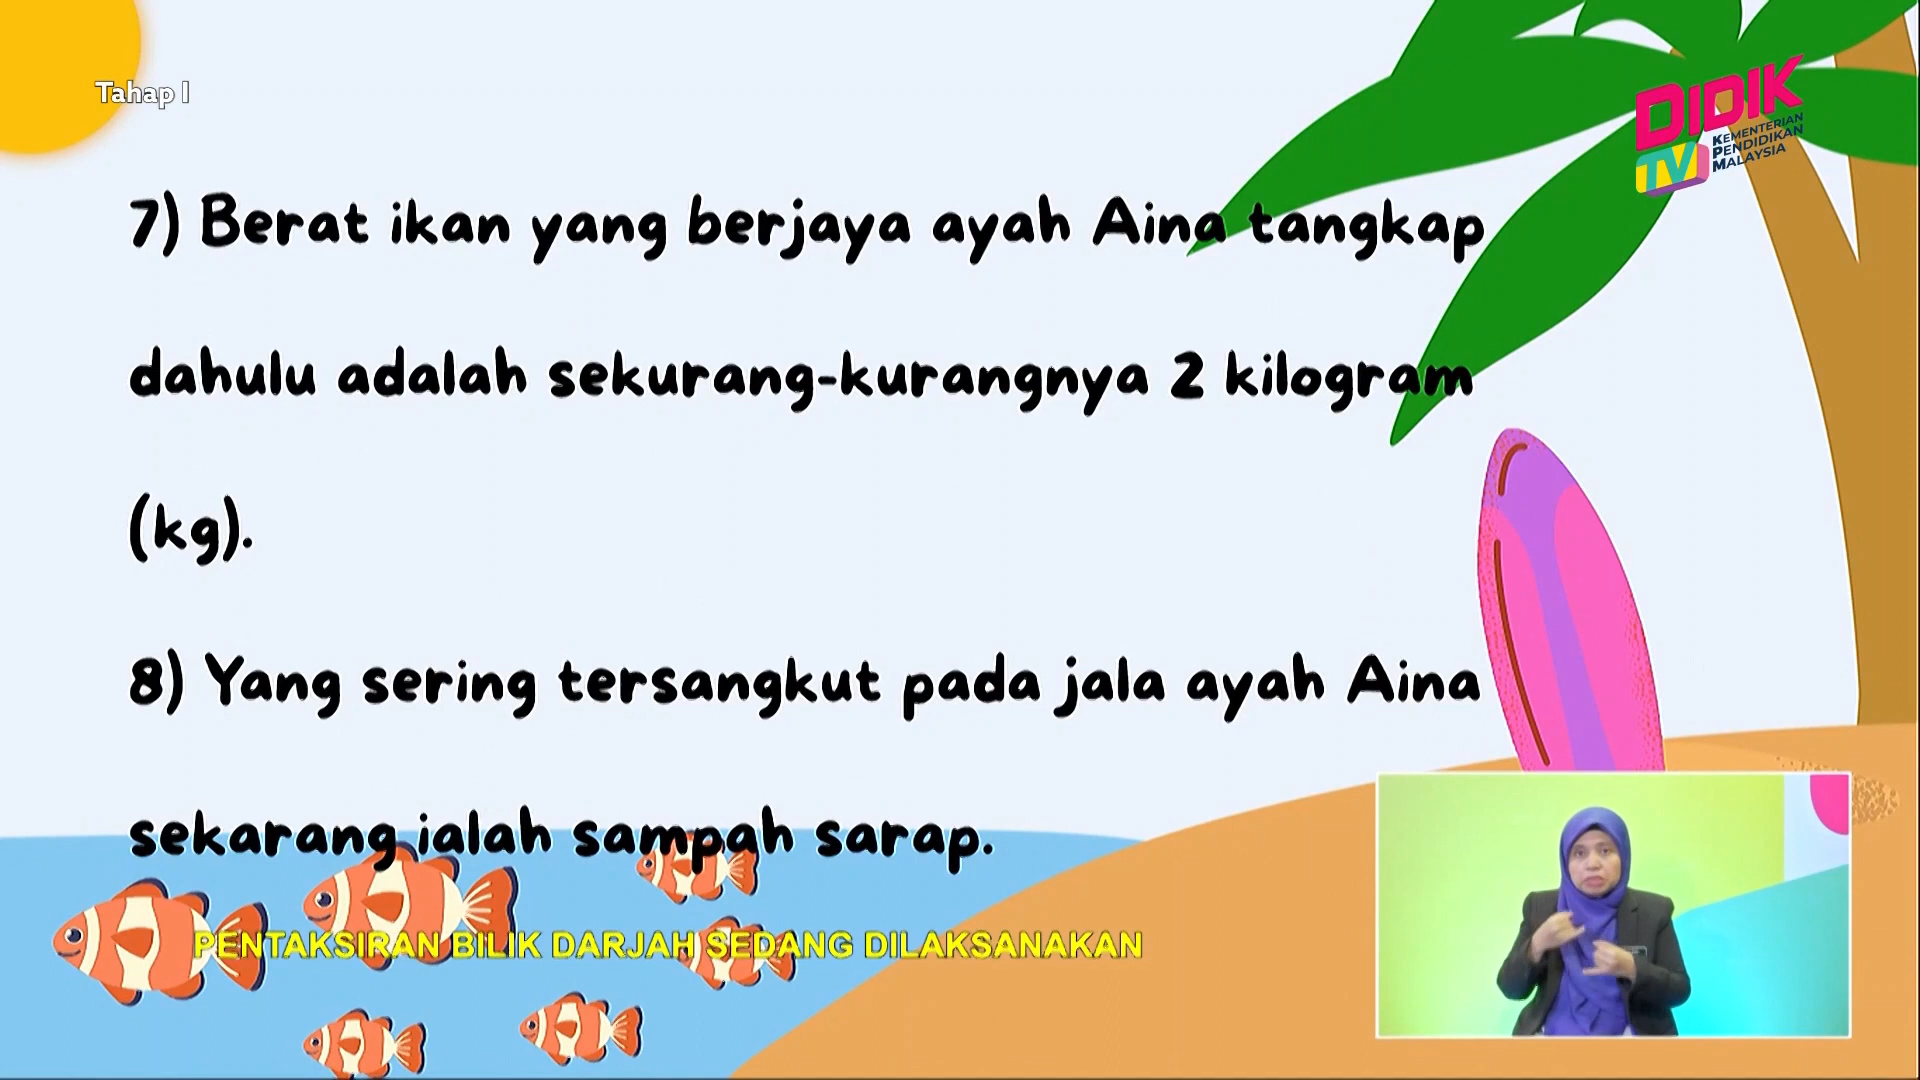 Tahap 1
DIDIK
TV
KEMENTERIAN
PENDIDIKAN
MALAYSIA
7) Berat ikan yang berjaya ayah Aina tangkap
dahulu adalah sekurang-kurangnya 2 kilogram
(kg).
8) Yang sering tersangkut pada jala ayah Aina
sekarang ialah sampah sarap.
PENTAKSIRAN BILIK DARJAH SEDANG DILAKSANAKAN